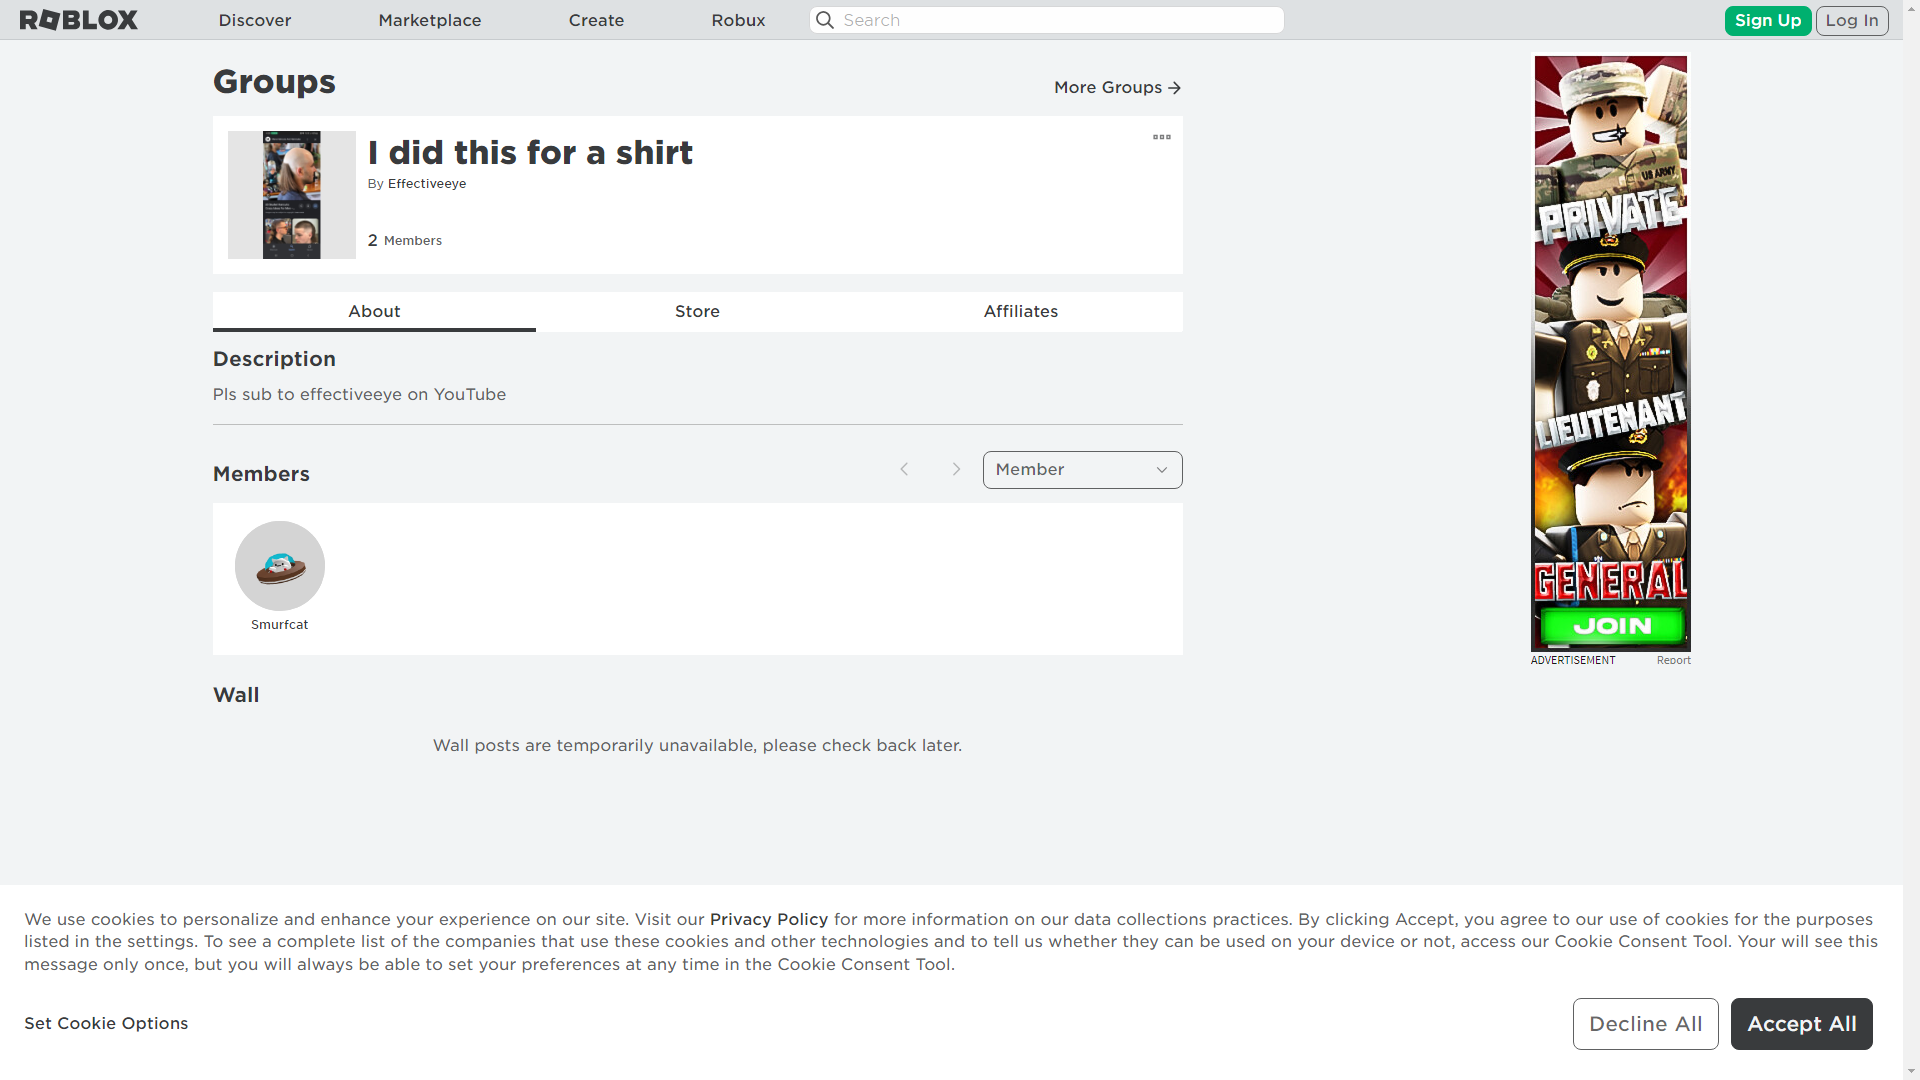 ROBLOX
Discover
Marketplace
Create
Robux
Search
Sign Up
Log In
Groups
More Groups
I did this for a shirt
By Effectiveeye
2 Members
About
Store
Affiliates
Description
Pls sub to effectiveeye on YouTube
Members
Member
Smurfcat
Wall
Wall posts are temporarily unavailable, please check back later.
US ARMY
PRIVATE
LIEUTENANT
GENERAL
JOIN
ADVERTISEMENT
Report
We use cookies to personalize and enhance your experience on our site. Visit our Privacy Policy for more information on our data collections practices. By clicking Accept, you agree to our use of cookies for the purposes
listed in the settings. To see a complete list of the companies that use these cookies and other technologies and to tell us whether they can be used on your device or not, access our Cookie Consent Tool. Your will see this
message only once, but you will always be able to set your preferences at any time in the Cookie Consent Tool.
Set Cookie Options
Decline All
Accept All